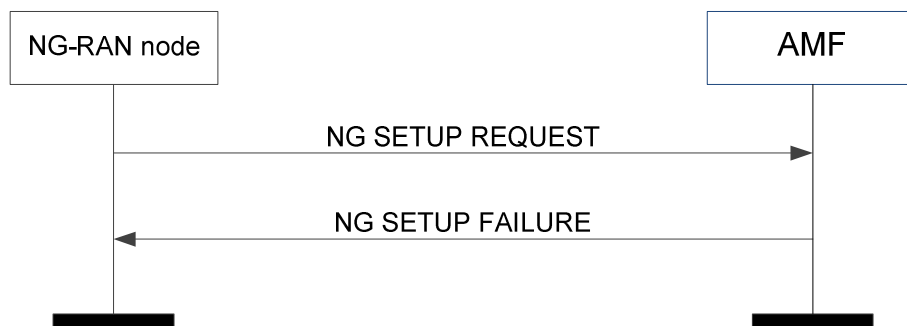 NG-RAN node
AMF
NG SETUP REQUEST
NG SETUP FAILURE